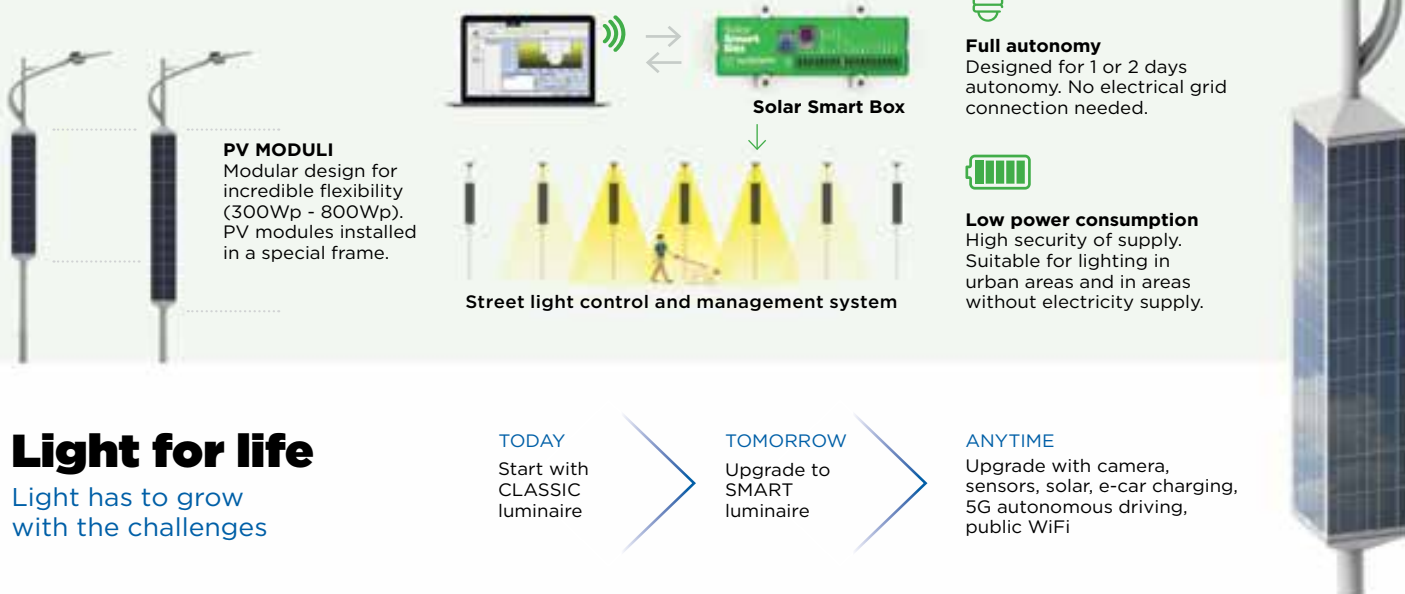 PV MODULI
Modular design for
incredible flexibility
(300Wp - 800Wp).
PV modules installed
in a special frame.
Solar
Smart
Box
Solar Smart Box
Street light control and management system
Full autonomy
Designed for 1 or 2 days
autonomy. No electrical grid
connection needed.
Low power consumption
High security of supply.
Suitable for lighting in
urban areas and in areas
without electricity supply.
Light for life
Light has to grow
with the challenges
TODAY
Start with
CLASSIC
luminaire
TOMORROW
Upgrade to
SMART
luminaire
ANYTIME
Upgrade with camera,
sensors, solar, e-car charging,
5G autonomous driving,
public WiFi